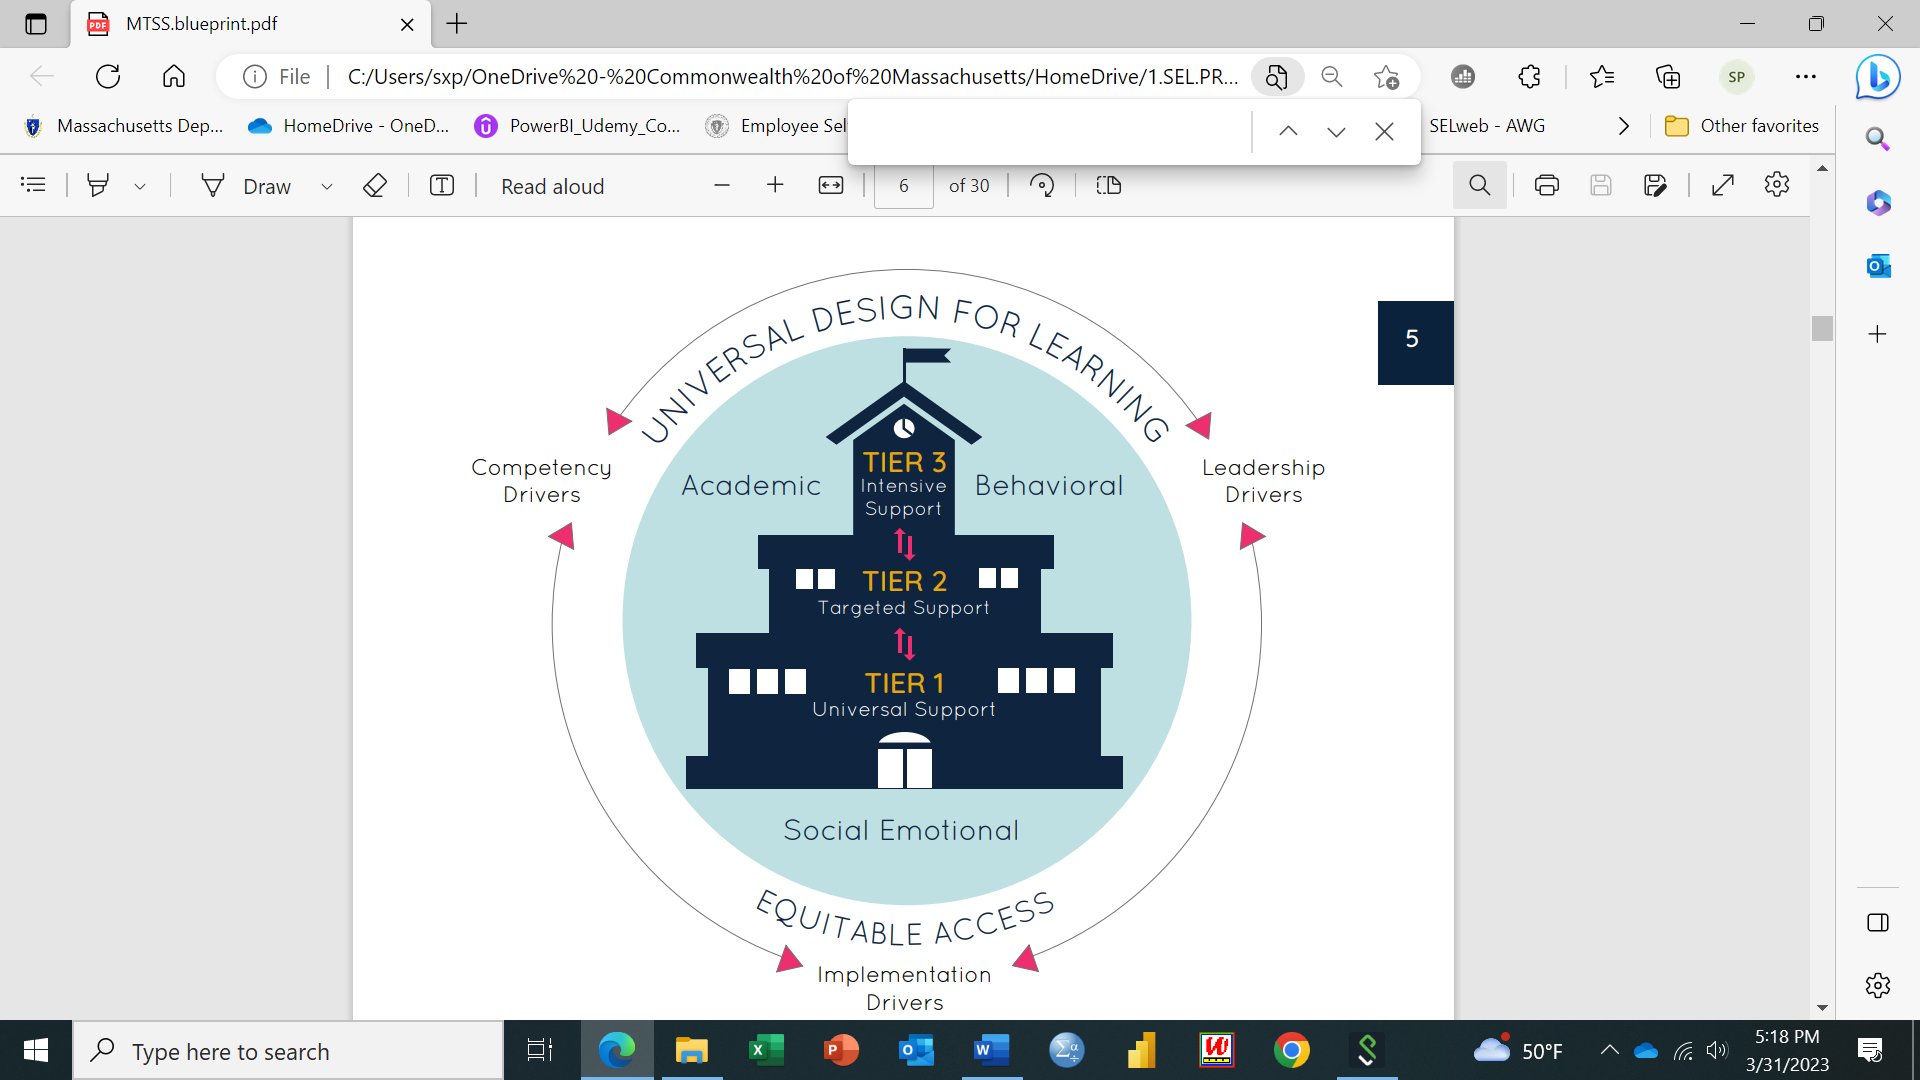 MTSS.blueprint.pdf
File
C:/Users/sxp/OneDrive%20-%20Commonwealth%20of%20Massachusetts/HomeDrive/1.SEL.PR...
SP
Massachusetts Dep...
HomeDrive - OneD...
PowerBI_Udemy_Co...
Employee Sel
SELweb - AWG
Other favorites
Draw
Read aloud
6
of 30
5
UNIVERSAL DESIGN FOR LEARNING
Competency
Drivers
Leadership
Drivers
Academic
Behavioral
TIER 3
Intensive
Support
TIER 2
Targeted Support
TIER 1
Universal Support
Social Emotional
EQUITABLE ACCESS
Implementation
Drivers
Type here to search
50°F
5:18 PM
3/31/2023